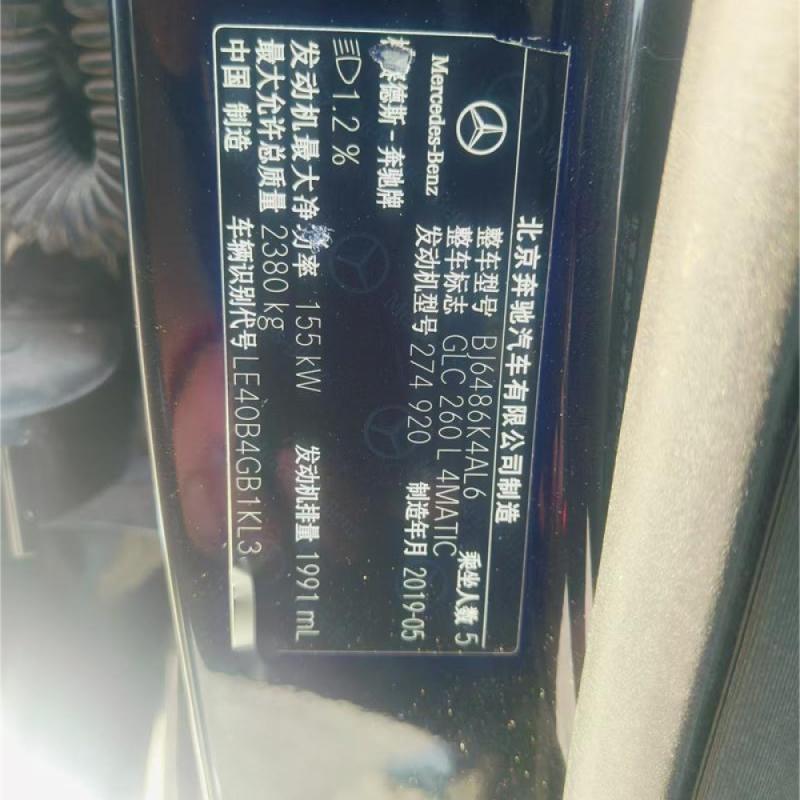 北京奔驰汽车有限公司制造
Mercedes-Benz
德斯-奔驰牌
整车型号 BJ6486K4AL6
整车标志 GLC 260 L 4MATIC 乘坐人数 5
发动机型号 274 920 制造年月 2019-05
1.2 %
发动机最大净功率 155 kW 发动机排量 1991 mL
最大允许总质量 2380 kg
中国 制造 车辆识别代号 LE40B4GB1KL3